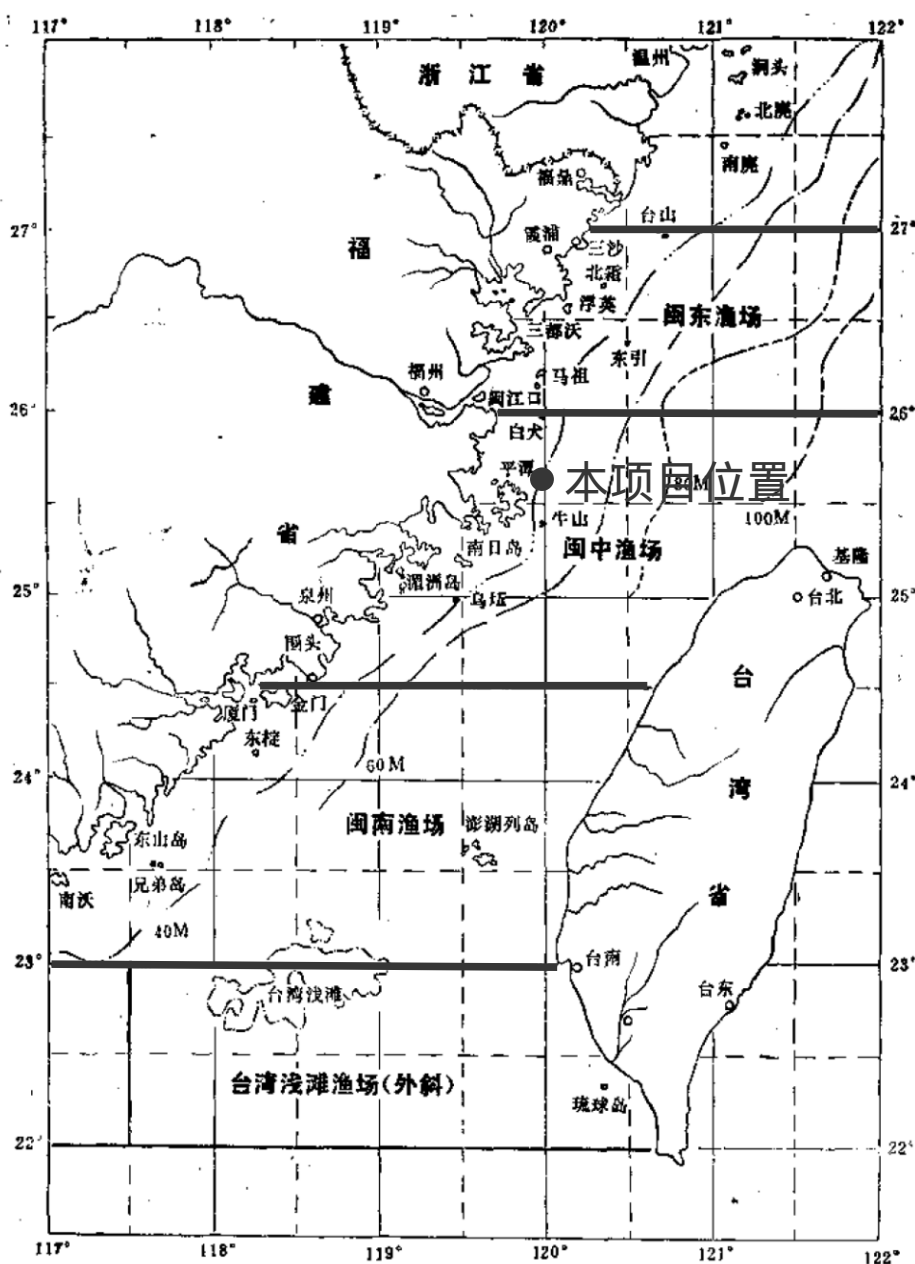 117° 118° 119° 120° 121° 122°
浙江省
温州
洞头
北麂
南麂
福鼎
台山
27° 27°
霞浦
三沙
福
北霜
浮英
闽东渔场
三都沃
东引
福州
马祖
建
闽江口
26° 26°
白犬
平潭
本项目位置
80M
100M
牛山
省
南日岛
闽中渔场
基隆
湄洲岛
25° 25°
泉州
乌坵
台北
围头
台
厦门
金门
东椗
60M
24° 24°
湾
闽南渔场
澎湖列岛
东山岛
兄弟岛
南沃
省
40M
23° 23°
台南
台湾浅滩
台东
台湾浅滩渔场(外斜)
琉球岛
22° 22°
117° 118° 119° 120° 121° 122°